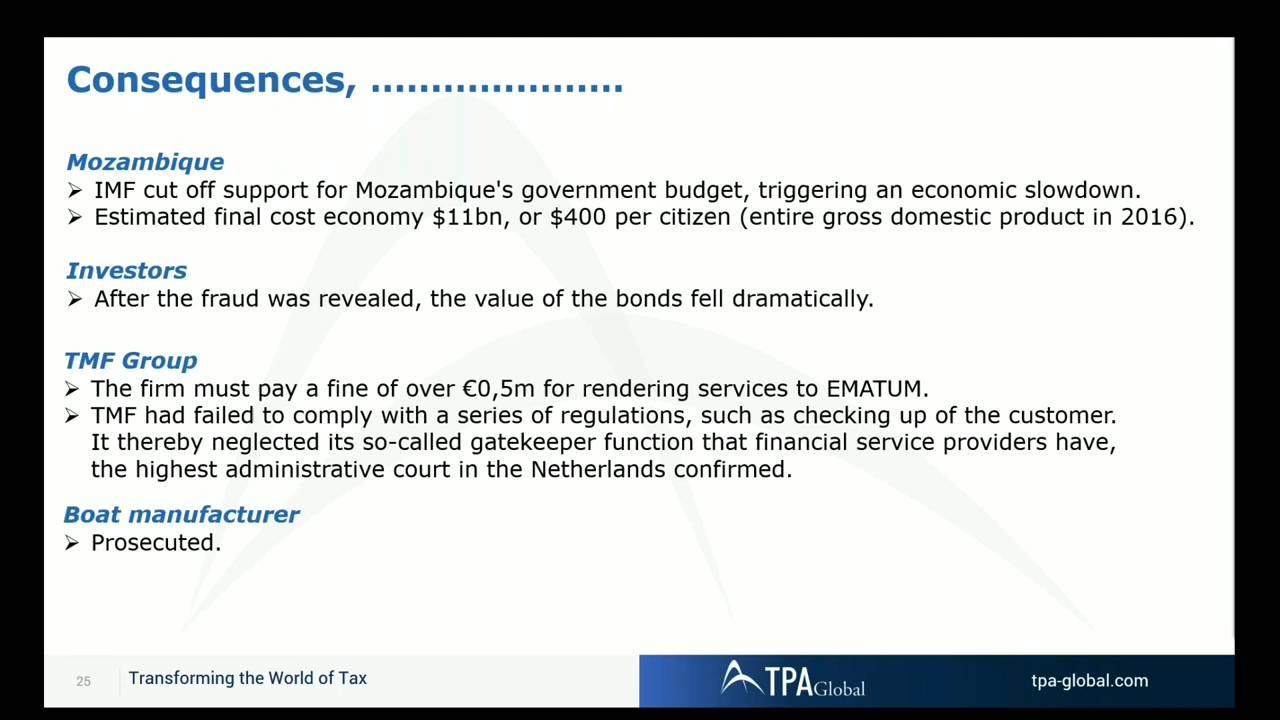 Consequences, .....................
Mozambique
➢ IMF cut off support for Mozambique's government budget, triggering an economic slowdown.
➢ Estimated final cost economy $11bn, or $400 per citizen (entire gross domestic product in 2016).
Investors
➢ After the fraud was revealed, the value of the bonds fell dramatically.
TMF Group
➢ The firm must pay a fine of over €0,5m for rendering services to EMATUM.
➢ TMF had failed to comply with a series of regulations, such as checking up of the customer.
It thereby neglected its so-called gatekeeper function that financial service providers have,
the highest administrative court in the Netherlands confirmed.
Boat manufacturer
➢ Prosecuted.
25 Transforming the World of Tax
TPA Global
tpa-global.com